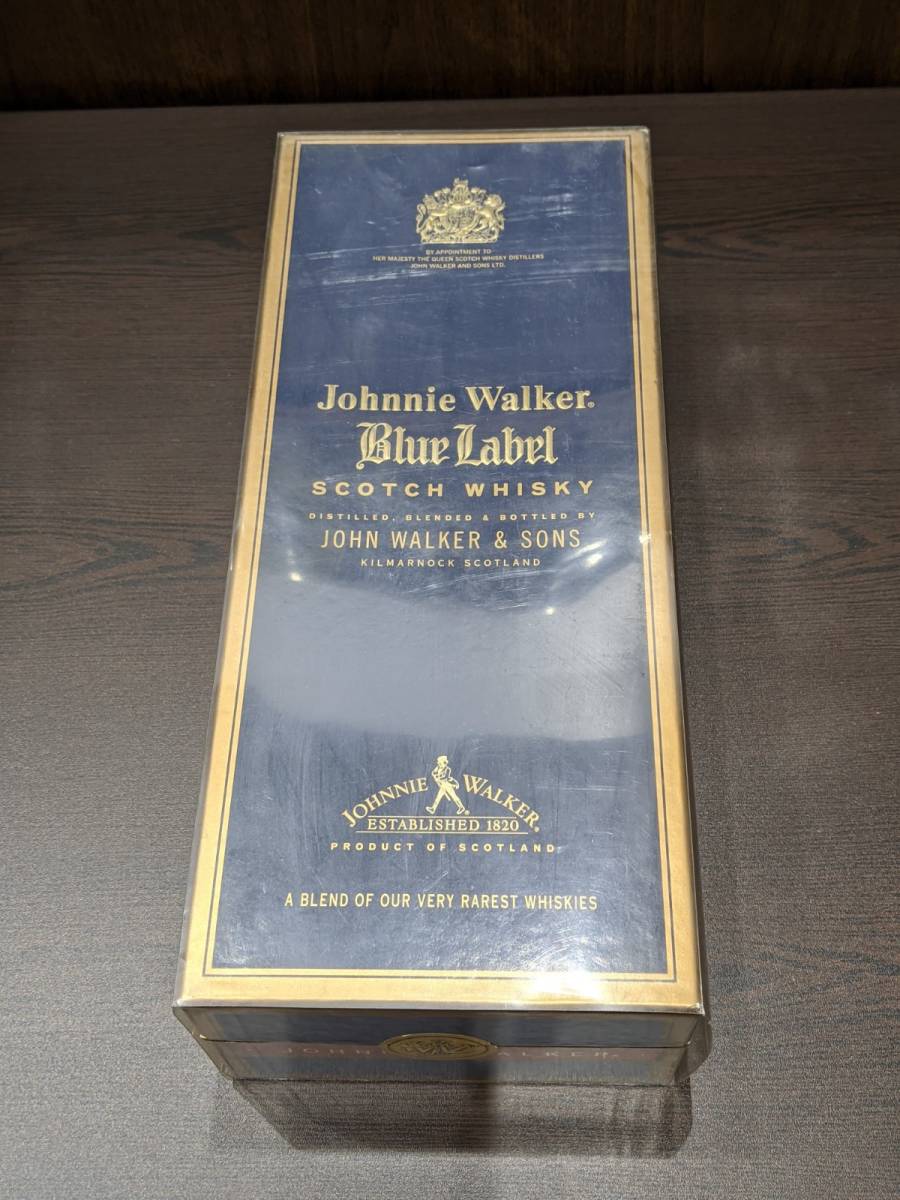 BY APPOINTMENT TO
HER MAJESTY THE QUEEN SCOTCH WHISKY DISTILLERS
JOHN WALKER AND SONS LTD.
Johnnie Walker®
Blue Label
SCOTCH WHISKY
DISTILLED, BLENDED & BOTTLED BY
JOHN WALKER & SONS
KILMARNOCK SCOTLAND
JOHNNIE WALKER®
ESTABLISHED 1820
PRODUCT OF SCOTLAND
A BLEND OF OUR VERY RAREST WHISKIES